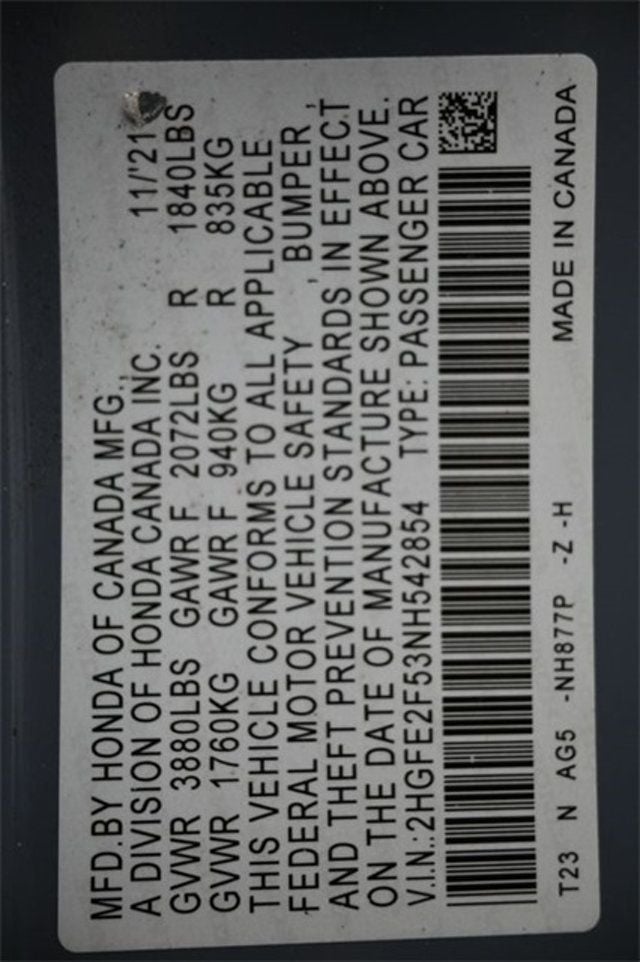 MFD.BY HONDA OF CANADA MFG.,
A DIVISION OF HONDA CANADA INC. 11/'21
GVWR 3880LBS GAWR F 2072LBS R 1840LBS
GVWR 1760KG GAWR F 940KG R 835KG
THIS VEHICLE CONFORMS TO ALL APPLICABLE
FEDERAL MOTOR VEHICLE SAFETY , BUMPER ,
AND THEFT PREVENTION STANDARDS IN EFFECT
ON THE DATE OF MANUFACTURE SHOWN ABOVE.
V.I.N.:2HGFE2F53NH542854 TYPE: PASSENGER CAR
T23 N AG5 -NH877P -Z -H MADE IN CANADA